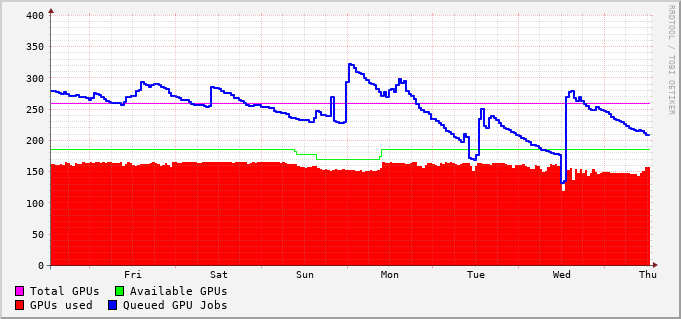 400
350
300
250
200
150
100
50
0
Fri Sat Sun Mon Tue Wed Thu
Total GPUs Available GPUs
GPUs used Queued GPU Jobs
RRDTOOL / TOBI OETIKER